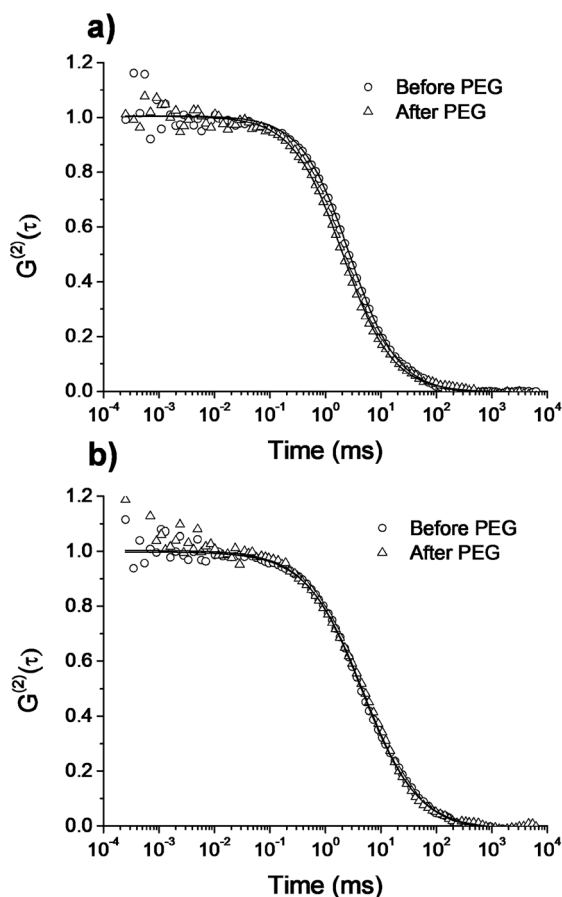 a)
1.2
1.0
0.8
0.6
0.4
0.2
0.0
G⁽²⁾(τ)
Before PEG
After PEG
10⁻⁴ 10⁻³ 10⁻² 10⁻¹ 10⁰ 10¹ 10² 10³ 10⁴
Time (ms)
b)
1.2
1.0
0.8
0.6
0.4
0.2
0.0
G⁽²⁾(τ)
Before PEG
After PEG
10⁻⁴ 10⁻³ 10⁻² 10⁻¹ 10⁰ 10¹ 10² 10³ 10⁴
Time (ms)